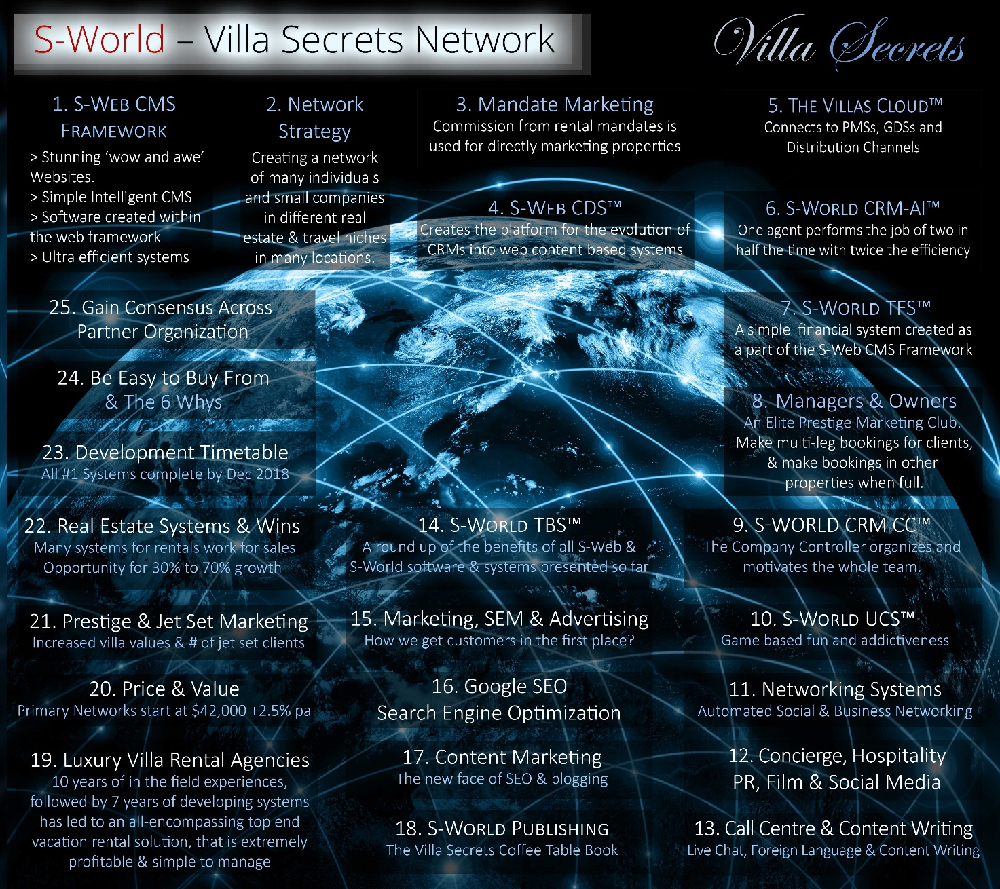 S-World – Villa Secrets Network
Villa Secrets
1. S-Web CMS
Framework
> Stunning ‘wow and awe’
Websites.
> Simple Intelligent CMS
> Software created within
the web framework
> Ultra efficient systems
2. Network
Strategy
Creating a network
of many individuals
and small companies
in different real
estate & travel niches
in many locations.
3. Mandate Marketing
Commission from rental mandates is
used for directly marketing properties
4. S-Web CDS™
Creates the platform for the evolution of
CRMs into web content based systems
5. The Villas Cloud™
Connects to PMSs, GDSs and
Distribution Channels
6. S-World CRM-AI™
One agent performs the job of two in
half the time with twice the efficiency
7. S-World TFS™
A simple financial system created as
a part of the S-Web CMS Framework
8. Managers & Owners
An Elite Prestige Marketing Club.
Make multi-leg bookings for clients,
& make bookings in other
properties when full.
9. S-WORLD CRM CC™
The Company Controller organizes and
motivates the whole team.
10. S-World UCS™
Game based fun and addictiveness
11. Networking Systems
Automated Social & Business Networking
12. Concierge, Hospitality
PR, Film & Social Media
13. Call Centre & Content Writing
Live Chat, Foreign Language & Content Writing
14. S-World TBS™
A round up of the benefits of all S-Web &
S-World software & systems presented so far
15. Marketing, SEM & Advertising
How we get customers in the first place?
16. Google SEO
Search Engine Optimization
17. Content Marketing
The new face of SEO & blogging
18. S-World Publishing
The Villa Secrets Coffee Table Book
19. Luxury Villa Rental Agencies
10 years of in the field experiences,
followed by 7 years of developing systems
has led to an all-encompassing top end
vacation rental solution, that is extremely
profitable & simple to manage
20. Price & Value
Primary Networks start at $42,000 +2.5% pa
21. Prestige & Jet Set Marketing
Increased villa values & # of jet set clients
22. Real Estate Systems & Wins
Many systems for rentals work for sales
Opportunity for 30% to 70% growth
23. Development Timetable
All #1 Systems complete by Dec 2018
24. Be Easy to Buy From
& The 6 Whys
25. Gain Consensus Across
Partner Organization